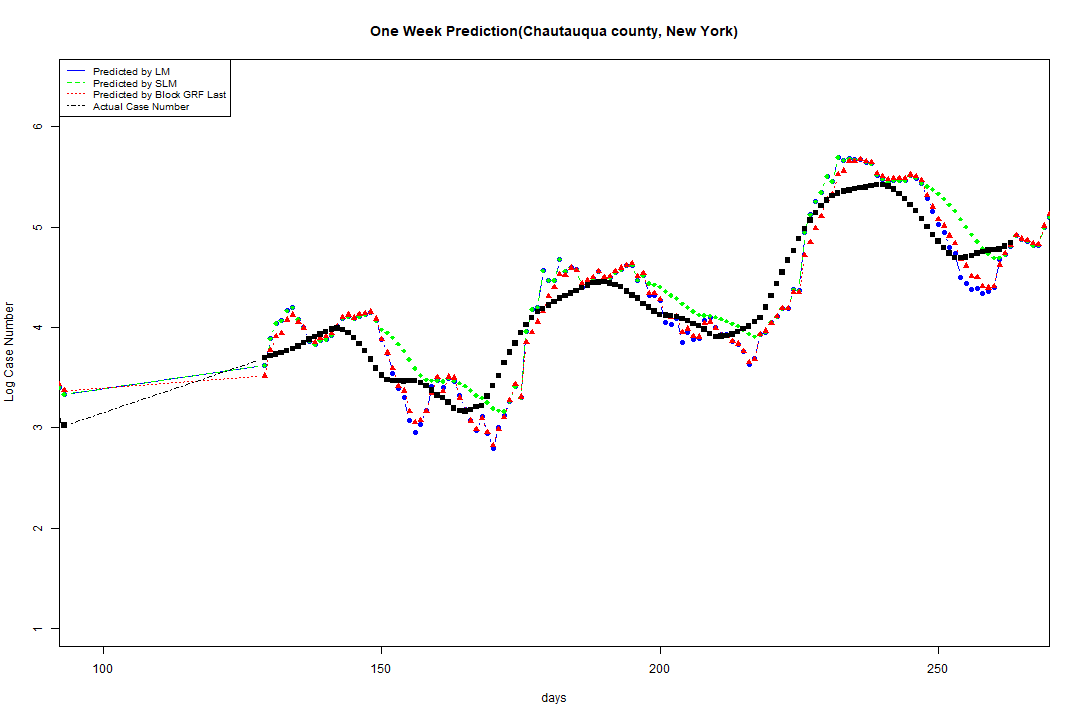 One Week Prediction(Chautauqua county, New York)
Predicted by LM
Predicted by SLM
Predicted by Block GRF Last
Actual Case Number
Log Case Number
6
5
4
3
2
1
100 150 200 250
days